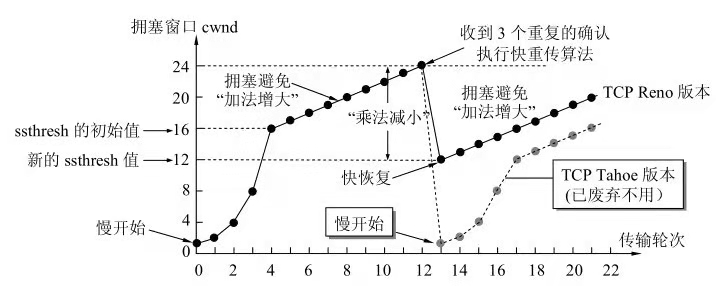 拥塞窗口 cwnd
收到 3 个重复的确认
执行快重传算法
24
20
16
12
8
4
0
拥塞避免
“加法增大”
“乘法减小”
拥塞避免
“加法增大”
TCP Reno 版本
ssthresh 的初始值
新的 ssthresh 值
快恢复
TCP Tahoe 版本
(已废弃不用)
慢开始
慢开始
传输轮次
0 2 4 6 8 10 12 14 16 18 20 22